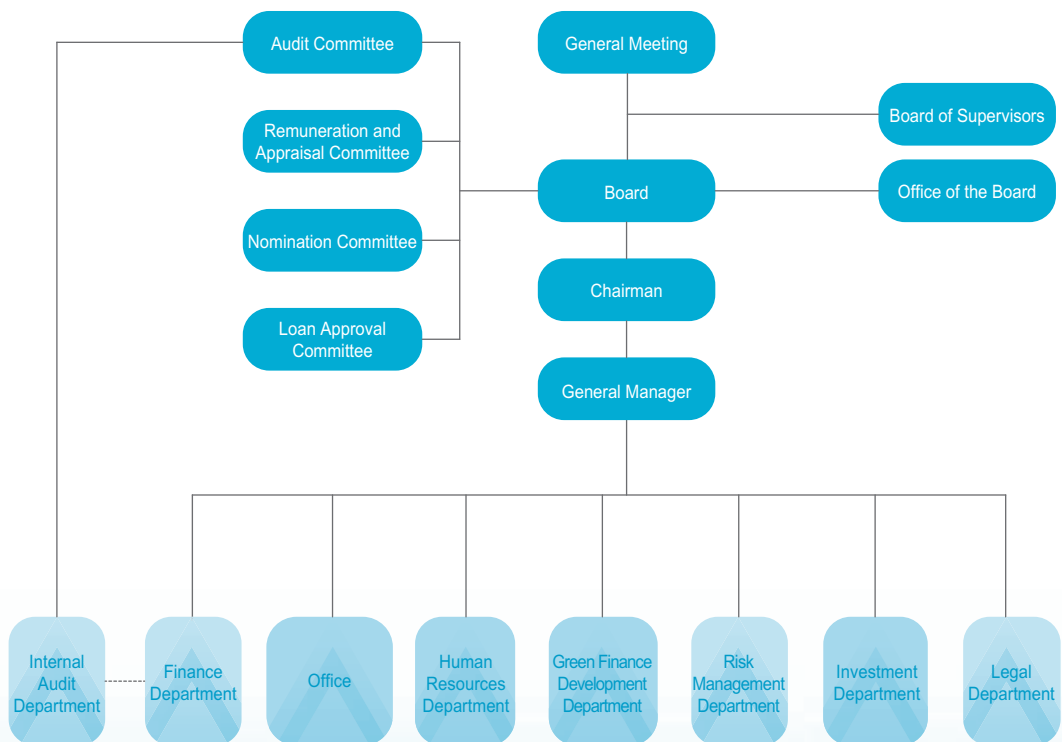 Audit Committee
General Meeting
Board of Supervisors
Remuneration and
Appraisal Committee
Board
Office of the Board
Nomination Committee
Chairman
Loan Approval
Committee
General Manager
Internal
Audit
Department
Finance
Department
Office
Human
Resources
Department
Green Finance
Development
Department
Risk
Management
Department
Investment
Department
Legal
Department